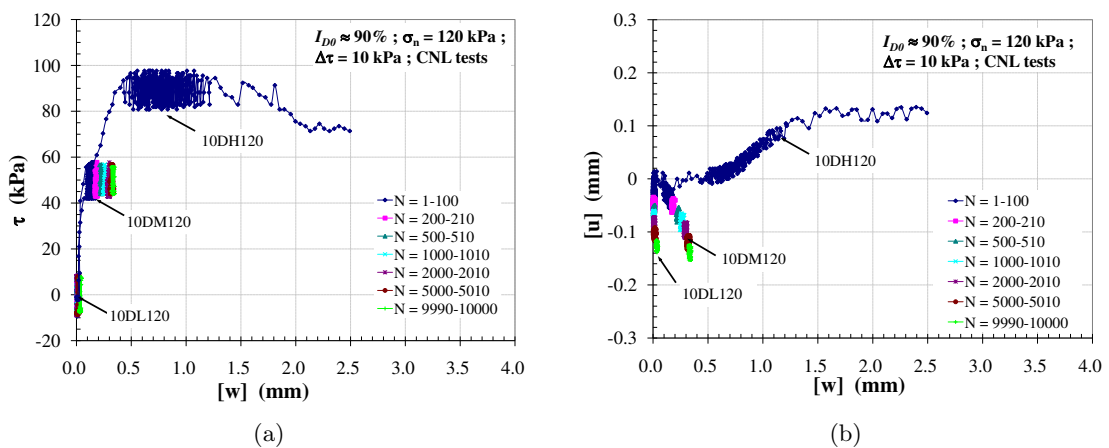 I_D0 ≈ 90% ; σn = 120 kPa ;
Δτ = 10 kPa ; CNL tests
τ (kPa)
120
100
80
60
40
20
0
-20
10DH120
10DM120
10DL120
N = 1-100
N = 200-210
N = 500-510
N = 1000-1010
N = 2000-2010
N = 5000-5010
N = 9990-10000
0.0 0.5 1.0 1.5 2.0 2.5 3.0 3.5 4.0
[w] (mm)
(a)
I_D0 ≈ 90% ; σn = 120 kPa ;
Δτ = 10 kPa ; CNL tests
[u] (mm)
0.3
0.2
0.1
0
-0.1
-0.2
-0.3
10DH120
10DM120
10DL120
N = 1-100
N = 200-210
N = 500-510
N = 1000-1010
N = 2000-2010
N = 5000-5010
N = 9990-10000
0.0 0.5 1.0 1.5 2.0 2.5 3.0 3.5 4.0
[w] (mm)
(b)